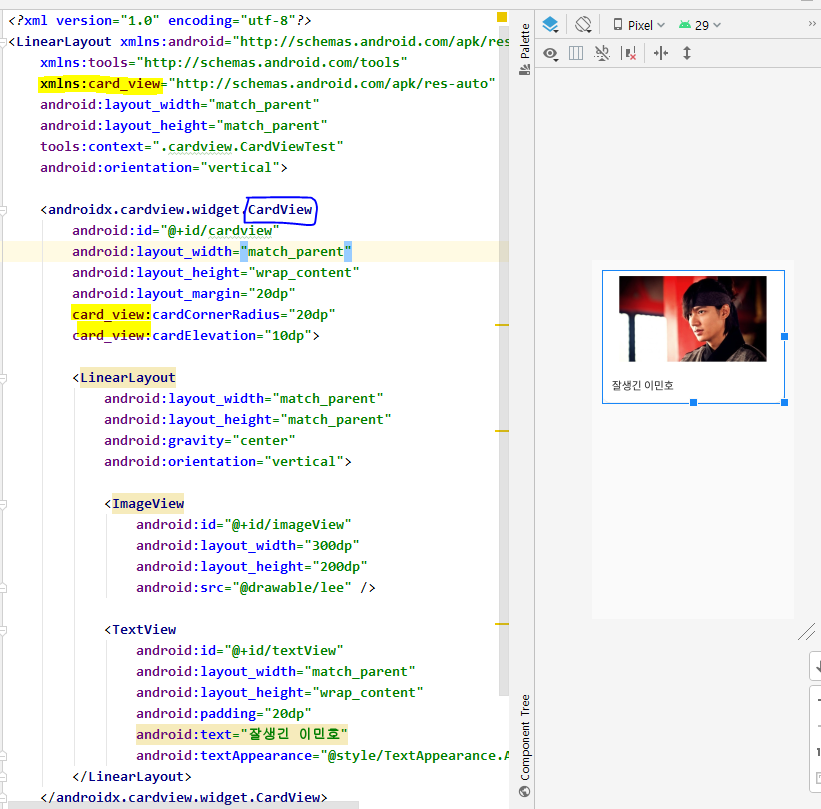 <?xml version="1.0" encoding="utf-8"?>
<LinearLayout xmlns:android="http://schemas.android.com/apk/res
xmlns:tools="http://schemas.android.com/tools"
xmlns:card_view="http://schemas.android.com/apk/res-auto"
android:layout_width="match_parent"
android:layout_height="match_parent"
tools:context=".cardview.CardViewTest"
android:orientation="vertical">
<androidx.cardview.widget.CardView
android:id="@+id/cardview"
android:layout_width="match_parent"
android:layout_height="wrap_content"
android:layout_margin="20dp"
card_view:cardCornerRadius="20dp"
card_view:cardElevation="10dp">
<LinearLayout
android:layout_width="match_parent"
android:layout_height="match_parent"
android:gravity="center"
android:orientation="vertical">
<ImageView
android:id="@+id/imageView"
android:layout_width="300dp"
android:layout_height="200dp"
android:src="@drawable/lee" />
<TextView
android:id="@+id/textView"
android:layout_width="match_parent"
android:layout_height="wrap_content"
android:padding="20dp"
android:text="잘생긴 이민호"
android:textAppearance="@style/TextAppearance.A
</LinearLayout>
</androidx.cardview.widget.CardView>
Palette
Component Tree
Pixel
29
잘생긴 이민호